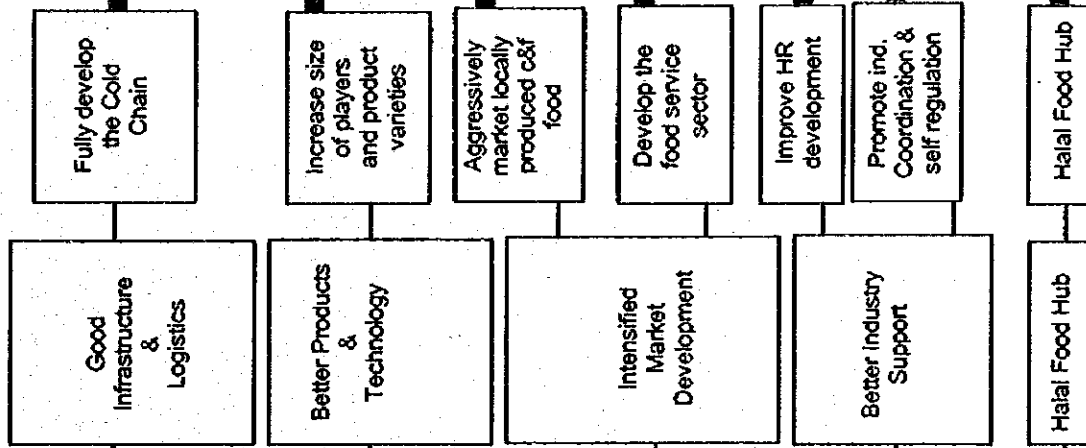 Good
Infrastructure
&
Logistics
Fully develop
the Cold
Chain
Better Products
&
Technology
Increase size
of players
and product
varieties
Intensified
Market
Development
Aggressively
market locally
produced c&f
food
Develop the
food service
sector
Better Industry
Support
Improve HR
development
Promote ind.
Coordination &
self regulation
Halal Food Hub
Halal Food Hub